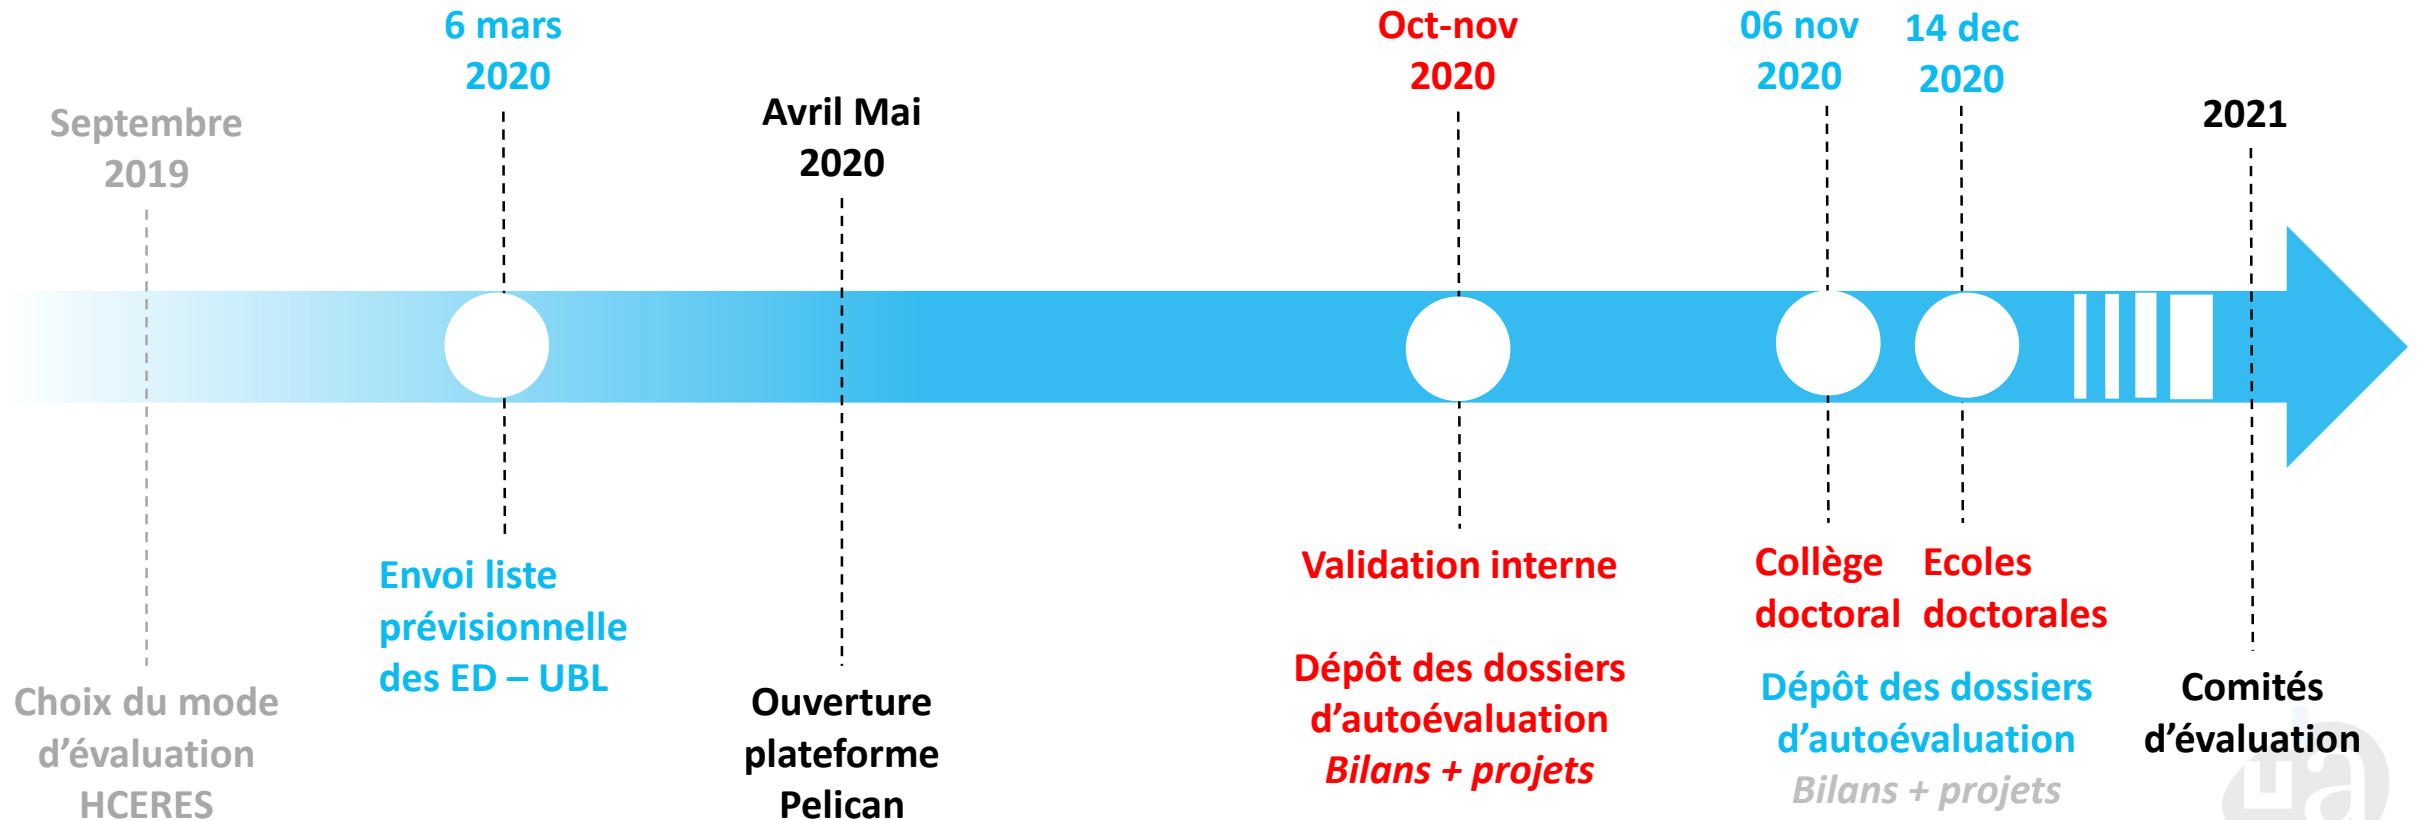 6 mars
2020
Oct-nov
2020
06 nov
2020
14 dec
2020
Septembre
2019
Avril Mai
2020
2021
Envoi liste
prévisionnelle
des ED – UBL
Validation interne
Dépôt des dossiers
d’autoévaluation
Bilans + projets
Collège
doctoral
Ecoles
doctorales
Dépôt des dossiers
d’autoévaluation
Bilans + projets
Choix du mode
d’évaluation
HCERES
Ouverture
plateforme
Pelican
Comités
d’évaluation
ua